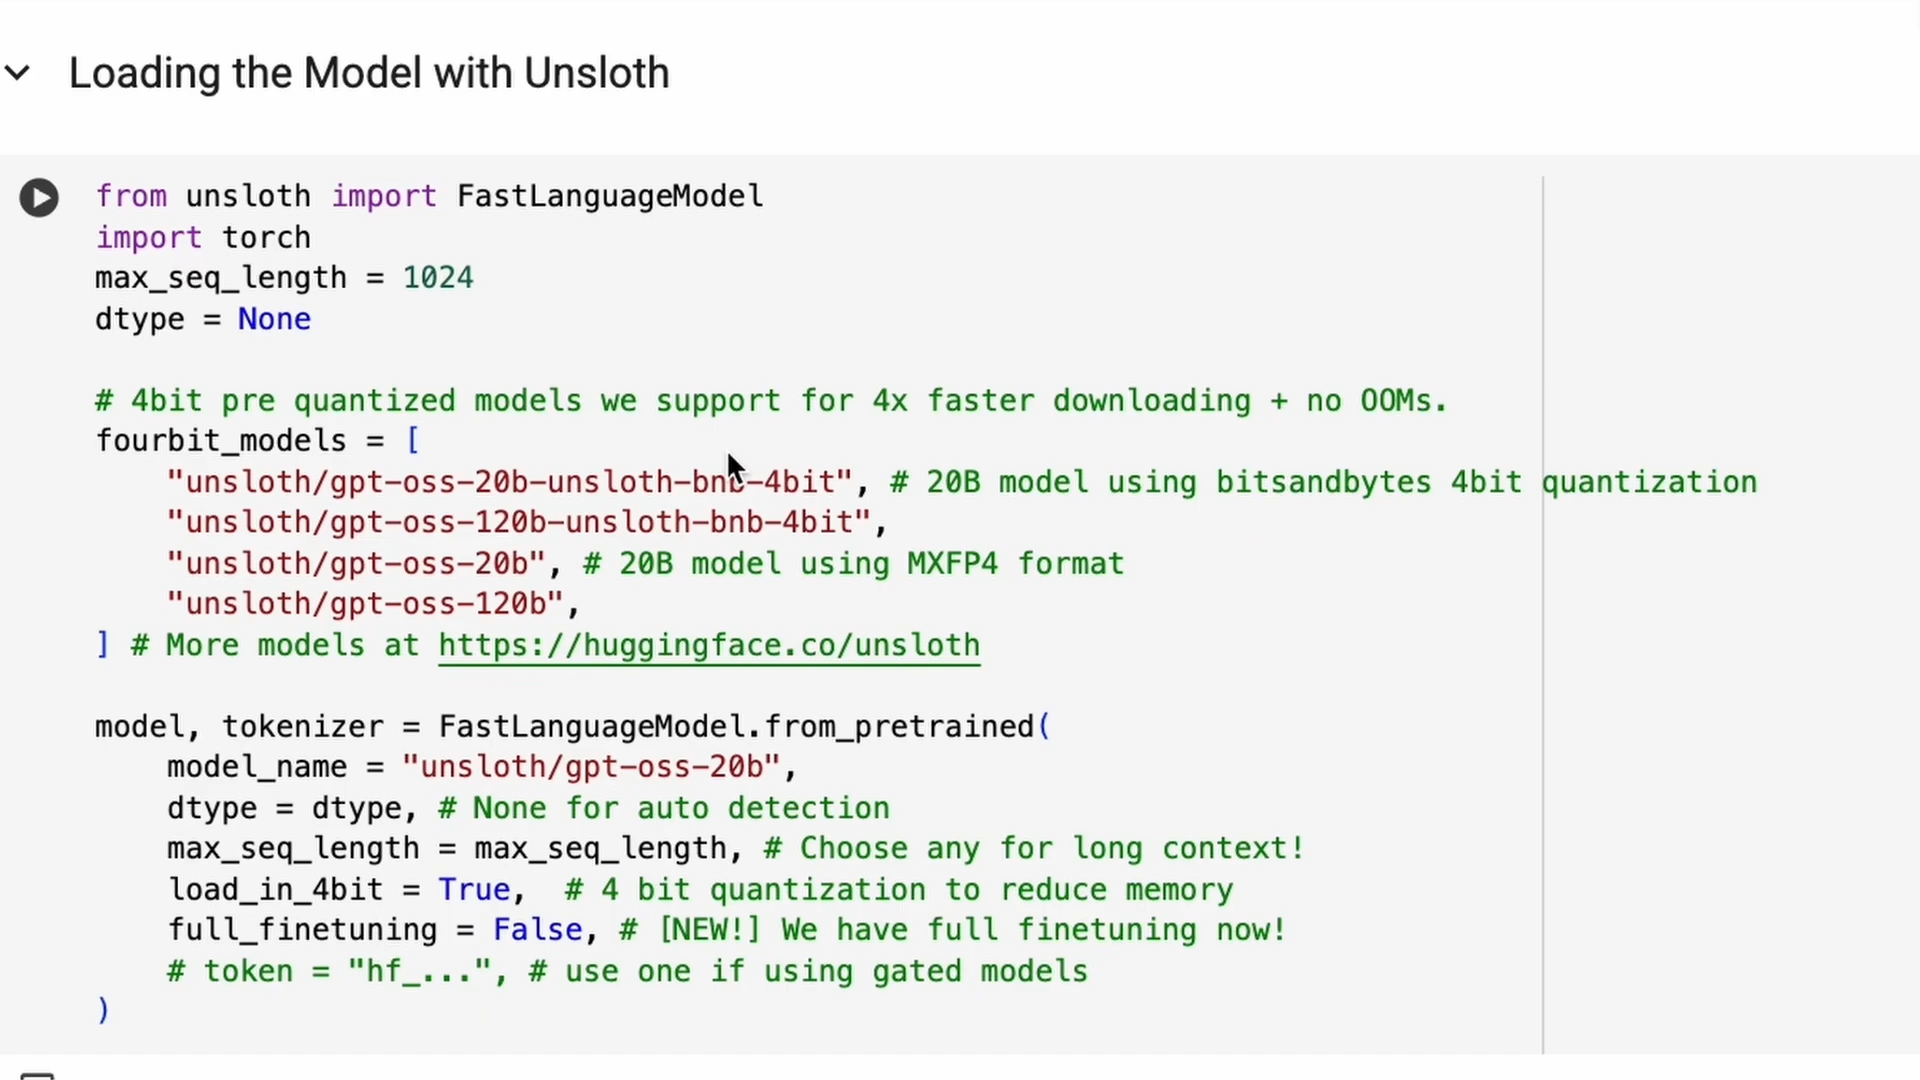 Loading the Model with Unsloth
from unsloth import FastLanguageModel
import torch
max_seq_length = 1024
dtype = None
# 4bit pre quantized models we support for 4x faster downloading + no OOMs.
fourbit_models = [
    "unsloth/gpt-oss-20b-unsloth-bnb-4bit", # 20B model using bitsandbytes 4bit quantization
    "unsloth/gpt-oss-120b-unsloth-bnb-4bit",
    "unsloth/gpt-oss-20b", # 20B model using MXFP4 format
    "unsloth/gpt-oss-120b",
] # More models at https://huggingface.co/unsloth
model, tokenizer = FastLanguageModel.from_pretrained(
    model_name = "unsloth/gpt-oss-20b",
    dtype = dtype, # None for auto detection
    max_seq_length = max_seq_length, # Choose any for long context!
    load_in_4bit = True,  # 4 bit quantization to reduce memory
    full_finetuning = False, # [NEW!] We have full finetuning now!
    # token = "hf_...", # use one if using gated models
)